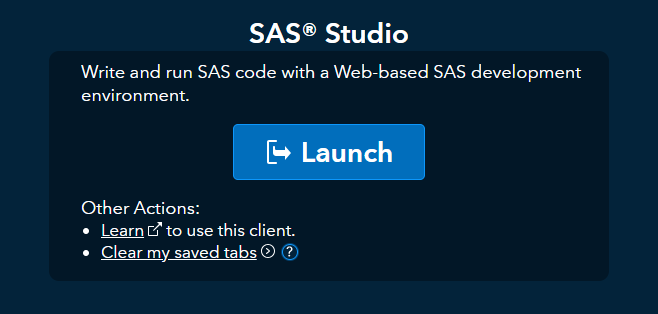 SAS® Studio
Write and run SAS code with a Web-based SAS development
environment.
Launch
Other Actions:
Learn to use this client.
Clear my saved tabs ?